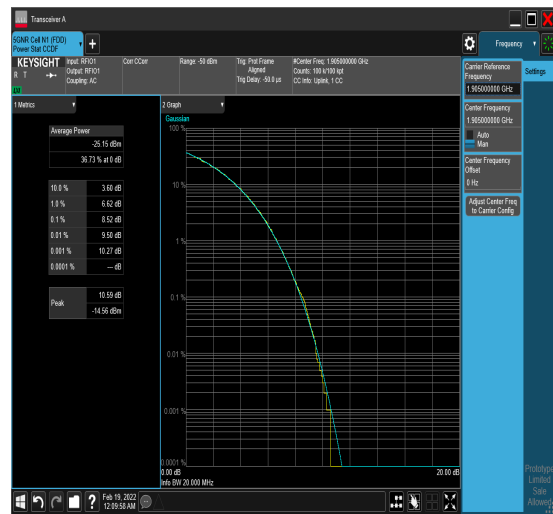 Transceiver A
5GNR Cell N1 (FDD)
Power Stat CCDF
Frequency
KEYSIGHT
R T
LXI
Input: RFIO1
Output: RFIO1
Coupling: AC
Corr CCorr
Range: -50 dBm
Trig: Prot Frame
Aligned
Trig Delay: -50.0 µs
#Center Freq: 1.905000000 GHz
Counts: 100 k/100 kpt
CC Info: Uplink, 1 CC
Carrier Reference
Frequency
1.905000000 GHz
Settings
Center Frequency
1.905000000 GHz
Auto
Man
Center Frequency
Offset
0 Hz
Adjust Center Freq
to Carrier Config
1 Metrics
Average Power
-25.15 dBm
36.73 % at 0 dB
10.0 % 3.60 dB
1.0 % 6.62 dB
0.1 % 8.52 dB
0.01 % 9.50 dB
0.001 % 10.27 dB
0.0001 % --- dB
Peak
10.59 dB
-14.56 dBm
2 Graph
Gaussian
100 %
10 %
1 %
0.1 %
0.01 %
0.001 %
0.0001 %
0.00 dB
20.00 dB
Info BW 20.000 MHz
Feb 19, 2022
12:09:58 AM
Prototype
Limited
Sale
Allowed